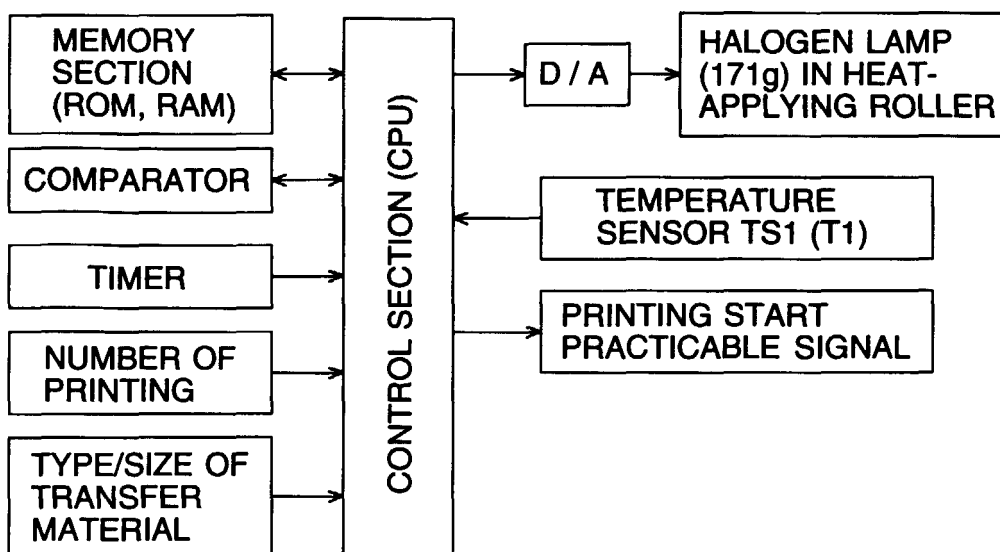 MEMORY
SECTION
(ROM, RAM)
COMPARATOR
TIMER
NUMBER OF
PRINTING
TYPE/SIZE OF
TRANSFER
MATERIAL
CONTROL SECTION (CPU)
D / A
HALOGEN LAMP
(171g) IN HEAT-
APPLYING ROLLER
TEMPERATURE
SENSOR TS1 (T1)
PRINTING START
PRACTICABLE SIGNAL